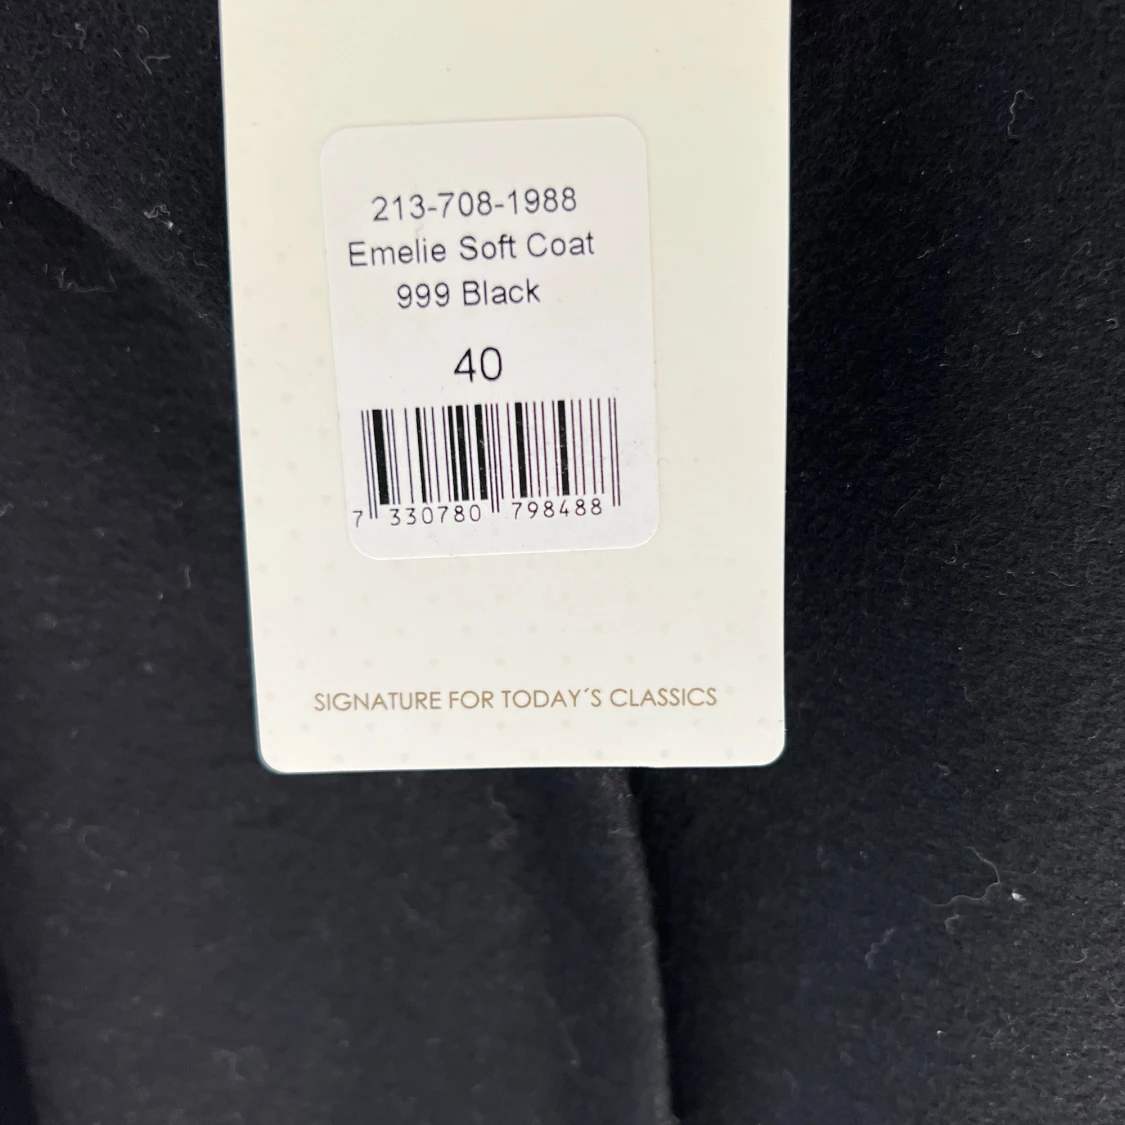 213-708-1988
Emelie Soft Coat
999 Black
40
7 330780 798488
SIGNATURE FOR TODAY´S CLASSICS